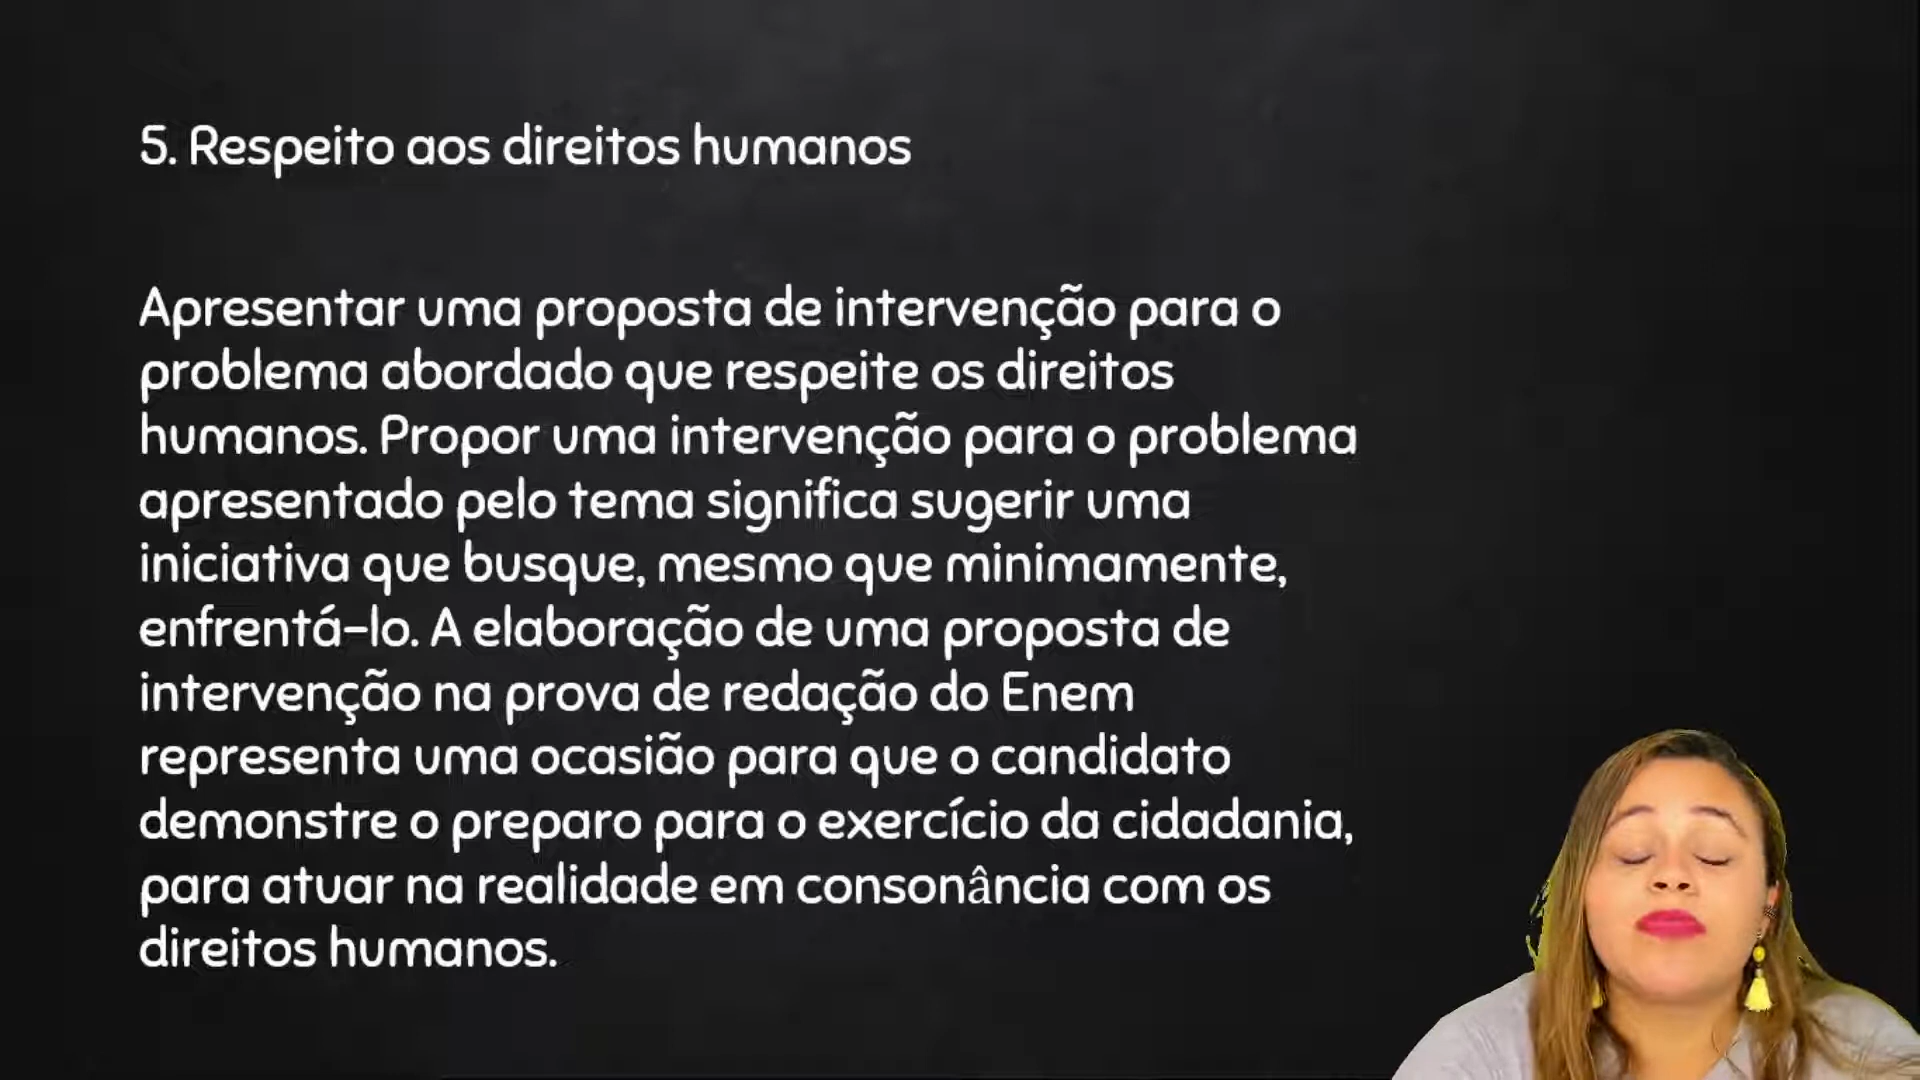 5. Respeito aos direitos humanos
Apresentar uma proposta de intervenção para o
problema abordado que respeite os direitos
humanos. Propor uma intervenção para o problema
apresentado pelo tema significa sugerir uma
iniciativa que busque, mesmo que minimamente,
enfrentá-lo. A elaboração de uma proposta de
intervenção na prova de redação do Enem
representa uma ocasião para que o candidato
demonstre o preparo para o exercício da cidadania,
para atuar na realidade em consonância com os
direitos humanos.